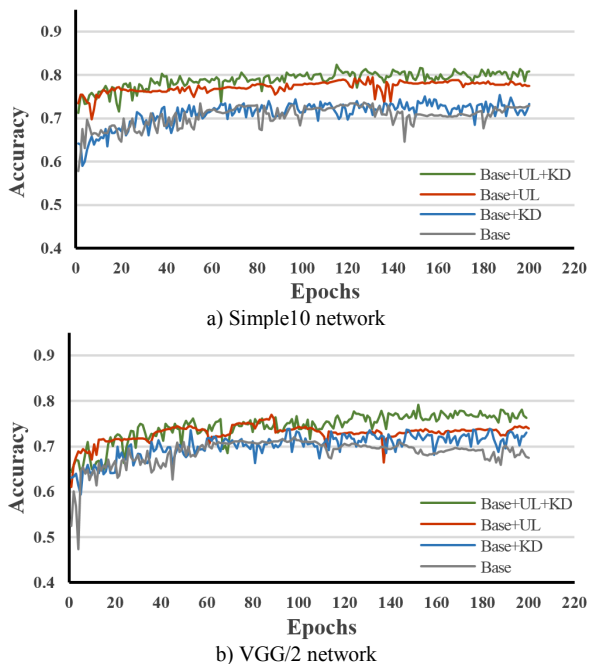 0.9
0.8
0.7
0.6
0.5
0.4
Accuracy
0 20 40 60 80 100 120 140 160 180 200 220
Epochs
Base+UL+KD
Base+UL
Base+KD
Base
a) Simple10 network
0.9
0.8
0.7
0.6
0.5
0.4
Accuracy
0 20 40 60 80 100 120 140 160 180 200 220
Epochs
Base+UL+KD
Base+UL
Base+KD
Base
b) VGG/2 network